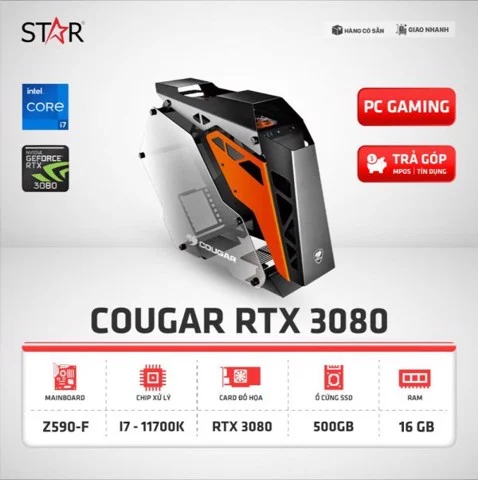 STAR
HÀNG CÓ SẴN
GIAO NHANH
intel
CORE
i7
PC GAMING
NVIDIA
GEFORCE
RTX
3080
TRẢ GÓP
MPOS | TÍN DỤNG
COUGAR
COUGAR RTX 3080
MAINBOARD
CHIP XỬ LÝ
CARD ĐỒ HỌA
Ổ CỨNG SSD
RAM
Z590-F
I7 - 11700K
RTX 3080
500GB
16 GB